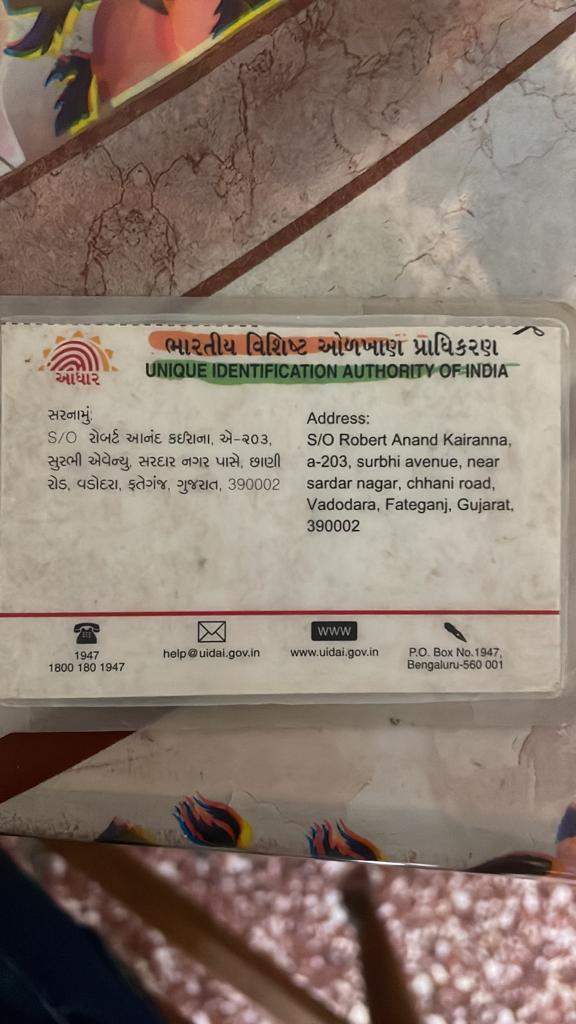 આધાર
ભારતીય વિશિષ્ટ ઓળખાણ પ્રાધિકરણ
UNIQUE IDENTIFICATION AUTHORITY OF INDIA
સરનામું:
S/O રોબર્ટ આનંદ કઈરાના, એ-૨૦૩,
સુરભી એવેન્યુ, સરદાર નગર પાસે, છાણી
રોડ, વડોદરા, ફતેગંજ, ગુજરાત, 390002
Address:
S/O Robert Anand Kairanna,
a-203, surbhi avenue, near
sardar nagar, chhani road,
Vadodara, Fateganj, Gujarat,
390002
1947
1800 180 1947
help@uidai.gov.in
www
www.uidai.gov.in
P.O. Box No.1947,
Bengaluru-560 001